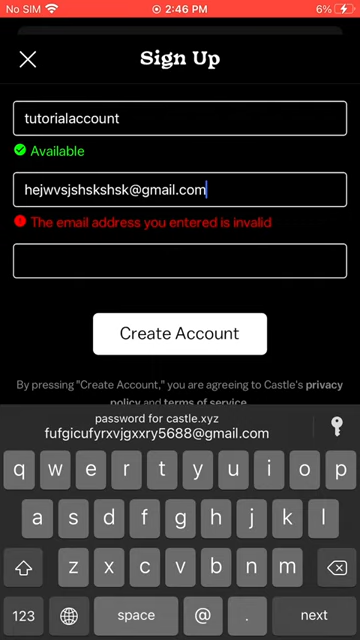 No SIM 2:46 PM 6%
Sign Up
tutorialaccount
Available
hejwvsjshskshsk@gmail.com
The email address you entered is invalid
Create Account
By pressing "Create Account," you are agreeing to Castle's privacy
policy and terms of service
password for castle.xyz
fufgicufyrxvjgxxry5688@gmail.com
q w e r t y u i o p
a s d f g h j k l
z x c v b n m
123 space @ . next